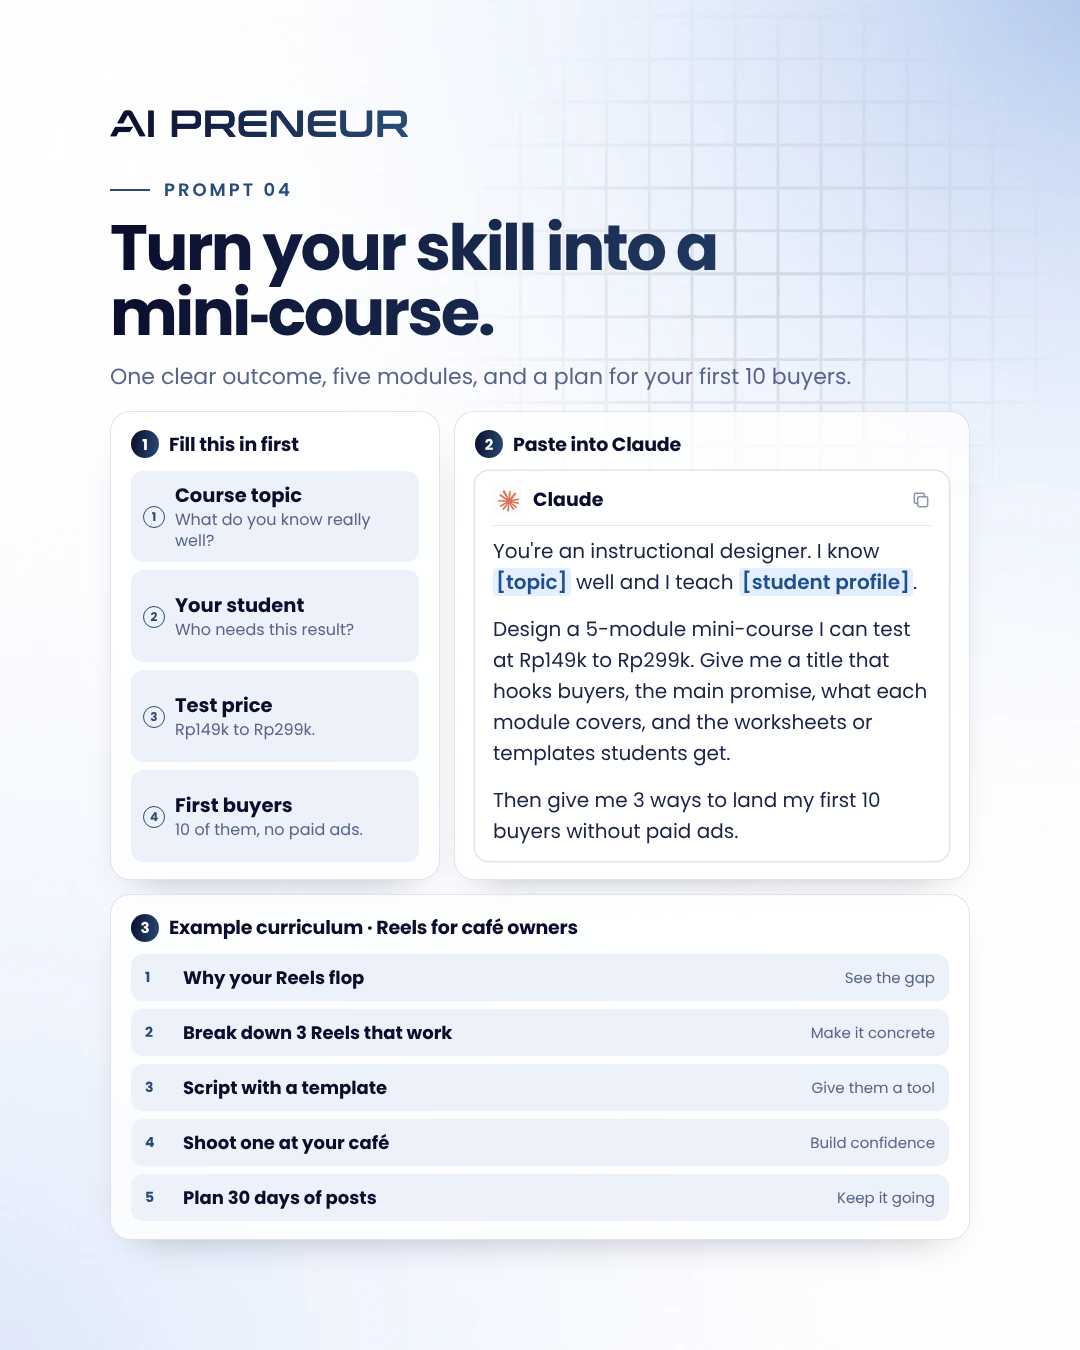 AI PRENEUR
PROMPT 04
Turn your skill into a
mini-course.
One clear outcome, five modules, and a plan for your first 10 buyers.
1 Fill this in first
1 Course topic
What do you know really
well?
2 Your student
Who needs this result?
3 Test price
Rp149k to Rp299k.
4 First buyers
10 of them, no paid ads.
2 Paste into Claude
Claude
You're an instructional designer. I know
[topic] well and I teach [student profile].
Design a 5-module mini-course I can test
at Rp149k to Rp299k. Give me a title that
hooks buyers, the main promise, what each
module covers, and the worksheets or
templates students get.
Then give me 3 ways to land my first 10
buyers without paid ads.
3 Example curriculum · Reels for café owners
1 Why your Reels flop See the gap
2 Break down 3 Reels that work Make it concrete
3 Script with a template Give them a tool
4 Shoot one at your café Build confidence
5 Plan 30 days of posts Keep it going